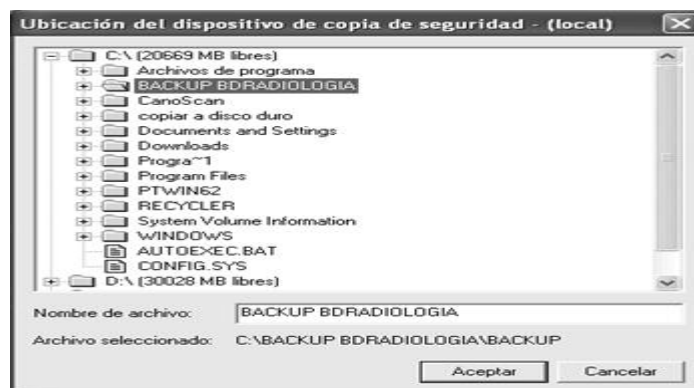 Ubicación del dispositivo de copia de seguridad - (local)
C:\ (20669 MB libres)
Archivos de programa
BACKUP BDRADIOLOGIA
CanoScan
copiar a disco duro
Documents and Settings
Downloads
Progra~1
Program Files
PTWIN62
RECYCLER
System Volume Information
WINDOWS
AUTOEXEC.BAT
CONFIG.SYS
D:\ (30028 MB libres)
Nombre de archivo: BACKUP BDRADIOLOGIA
Archivo seleccionado: C:\BACKUP BDRADIOLOGIA\BACKUP
Aceptar Cancelar